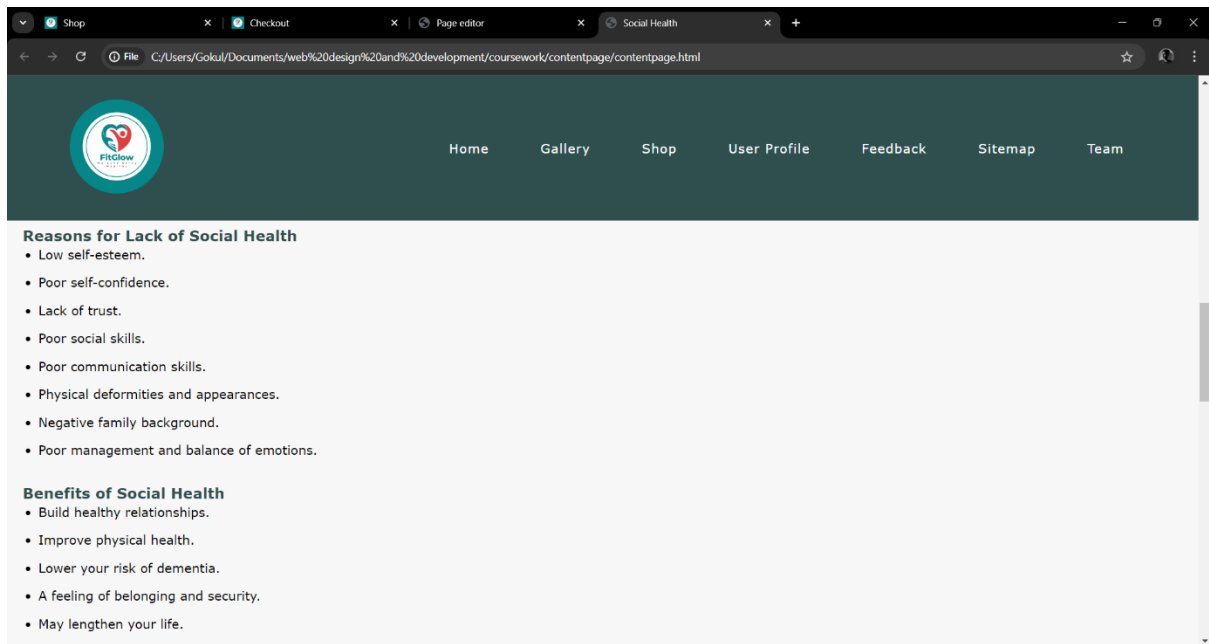 Shop
Checkout
Page editor
Social Health
File C:/Users/Gokul/Documents/web%20design%20and%20development/coursework/contentpage/contentpage.html
FitGlow
Home Gallery Shop User Profile Feedback Sitemap Team
Reasons for Lack of Social Health
• Low self-esteem.
• Poor self-confidence.
• Lack of trust.
• Poor social skills.
• Poor communication skills.
• Physical deformities and appearances.
• Negative family background.
• Poor management and balance of emotions.
Benefits of Social Health
• Build healthy relationships.
• Improve physical health.
• Lower your risk of dementia.
• A feeling of belonging and security.
• May lengthen your life.